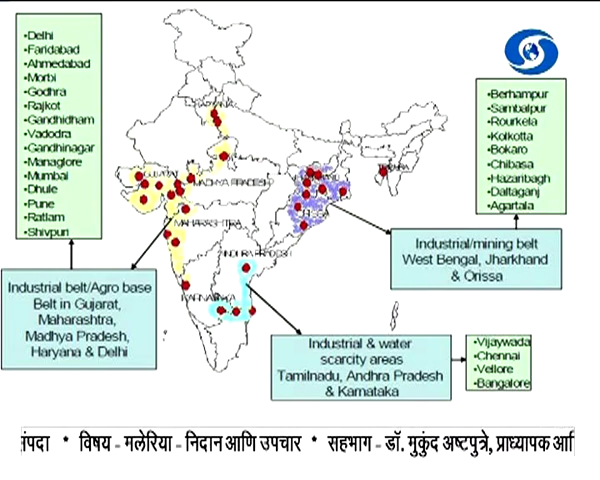 •Delhi
•Faridabad
•Ahmedabad
•Morbi
•Godhra
•Rajkot
•Gandhidham
•Vadodra
•Gandhinagar
•Managlore
•Mumbai
•Dhule
•Pune
•Ratlam
•Shivpuri
•Berhampur
•Sambalpur
•Rourkela
•Kolkotta
•Bokaro
•Chibasa
•Hazaribagh
•Daltaganj
•Agartala
GUJARAT
MADHYA PRADESH
MAHARASHTRA
ORISSA
KARNATAKA
Industrial belt/Agro base
Belt in Gujarat,
Maharashtra,
Madhya Pradesh,
Haryana & Delhi
Industrial/mining belt
West Bengal, Jharkhand
& Orissa
Industrial & water
scarcity areas
Tamilnadu, Andhra Pradesh
& Karnataka
•Vijaywada
•Chennai
•Vellore
•Bangalore
ंपदा * विषय - मलेरिया - निदान आणि उपचार * सहभाग - डॉ. मुकुंद अष्टपुत्रे, प्राध्यापक आ